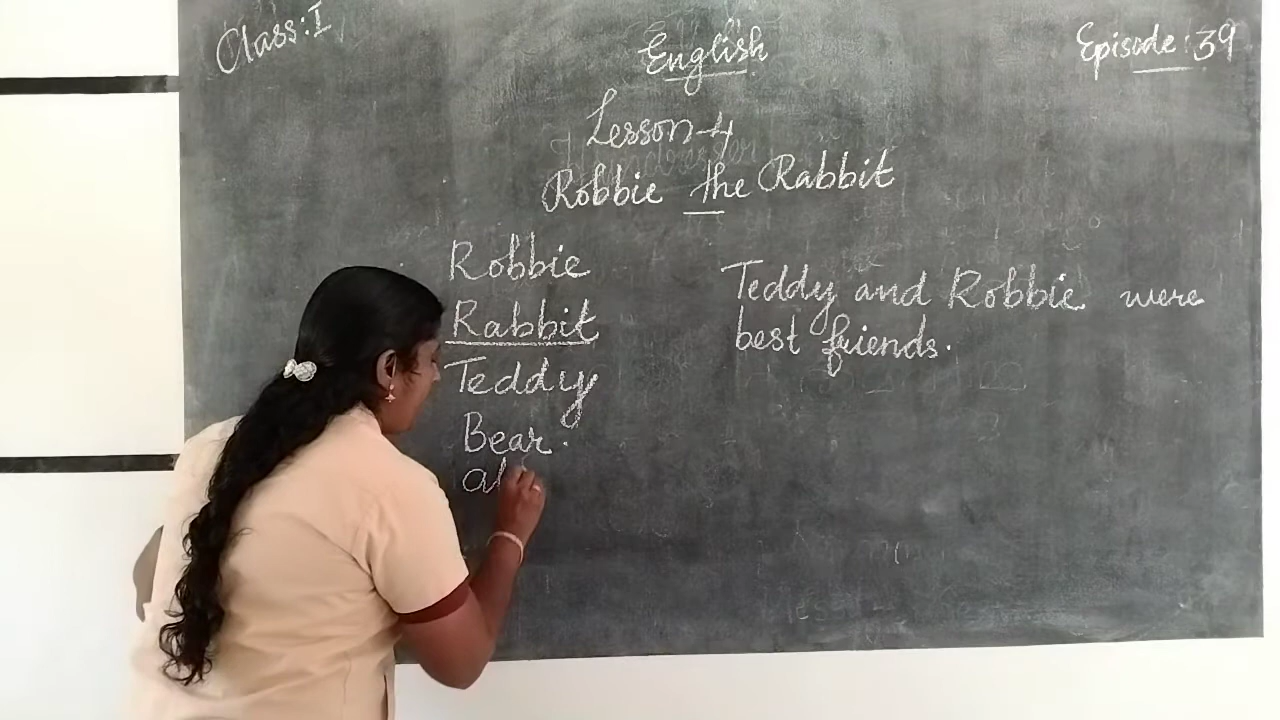 Class: I
English
Episode: 39
Lesson-4
Robbie the Rabbit
Robbie
Rabbit
Teddy
Bear.
Teddy and Robbie were
best friends.